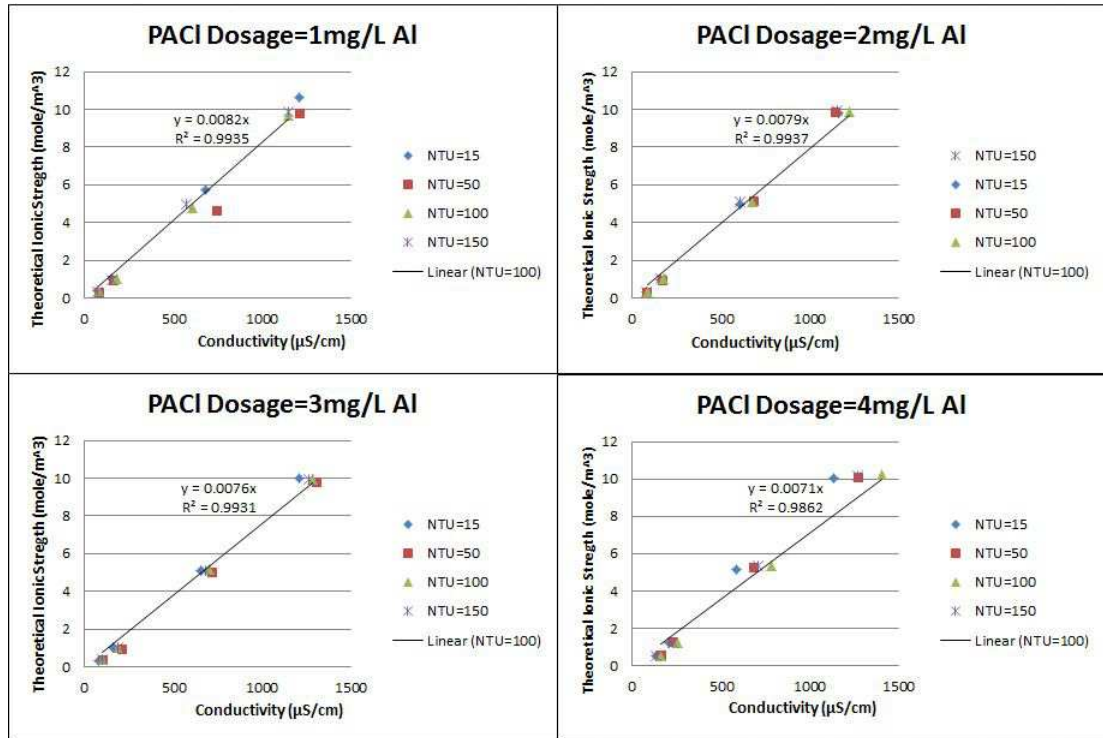 PACl Dosage=1mg/L Al
Theoretical IonicStregth (mole/m^3)
12
10
8
6
4
2
0
y = 0.0082x
R² = 0.9935
0
500
1000
1500
Conductivity (µS/cm)
NTU=15
NTU=50
NTU=100
NTU=150
Linear (NTU=100)
PACl Dosage=2mg/L Al
Theoretical Ionic Stregth (mole/m^3)
12
10
8
6
4
2
0
y = 0.0079x
R² = 0.9937
0
500
1000
1500
Conductivity (µS/cm)
NTU=150
NTU=15
NTU=50
NTU=100
Linear (NTU=100)
PACl Dosage=3mg/L Al
Theoretical IonicStregth (mole/m^3)
12
10
8
6
4
2
0
y = 0.0076x
R² = 0.9931
0
500
1000
1500
Conductivity (µS/cm)
NTU=15
NTU=50
NTU=100
NTU=150
Linear (NTU=100)
PACl Dosage=4mg/L Al
Theoretical Ionic Stregth (mole/m^3)
12
10
8
6
4
2
0
y = 0.0071x
R² = 0.9862
0
500
1000
1500
Conductivity (µS/cm)
NTU=15
NTU=50
NTU=100
NTU=150
Linear (NTU=100)